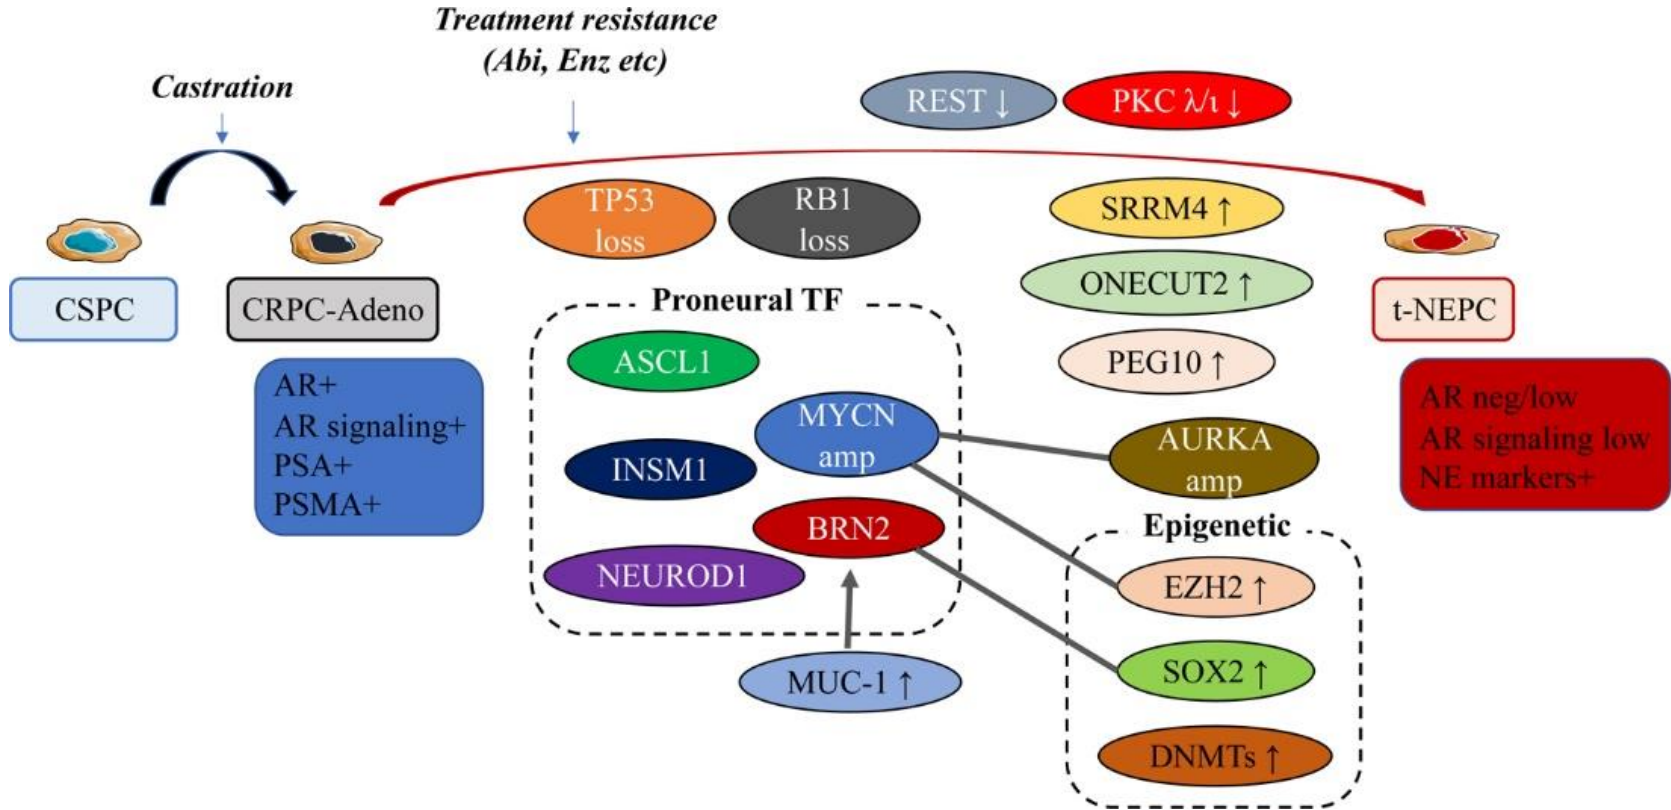 Treatment resistance
(Abi, Enz etc)
Castration
REST ↓
PKC λ/ι ↓
TP53
loss
RB1
loss
SRRM4 ↑
ONECUT2 ↑
CSPC
CRPC-Adeno
Proneural TF
t-NEPC
ASCL1
PEG10 ↑
AR+
AR signaling+
PSA+
PSMA+
MYCN
amp
AURKA
amp
AR neg/low
AR signaling low
NE markers+
INSM1
BRN2
Epigenetic
NEUROD1
EZH2 ↑
MUC-1 ↑
SOX2 ↑
DNMTs ↑